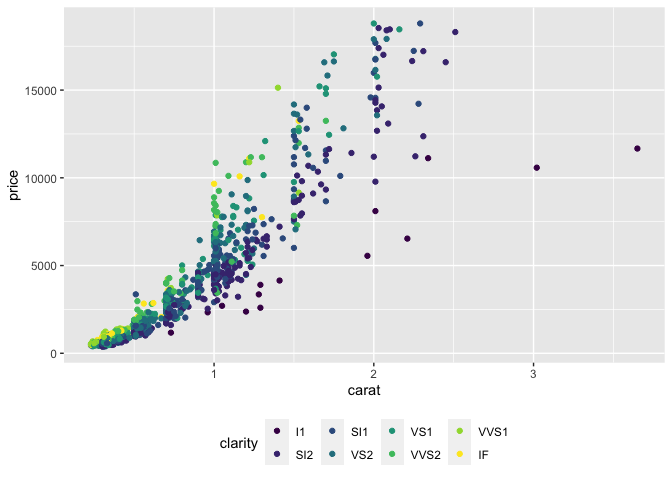 15000
10000
5000
0
price
1 2 3
carat
clarity
I1 SI1 VS1 VVS1
SI2 VS2 VVS2 IF